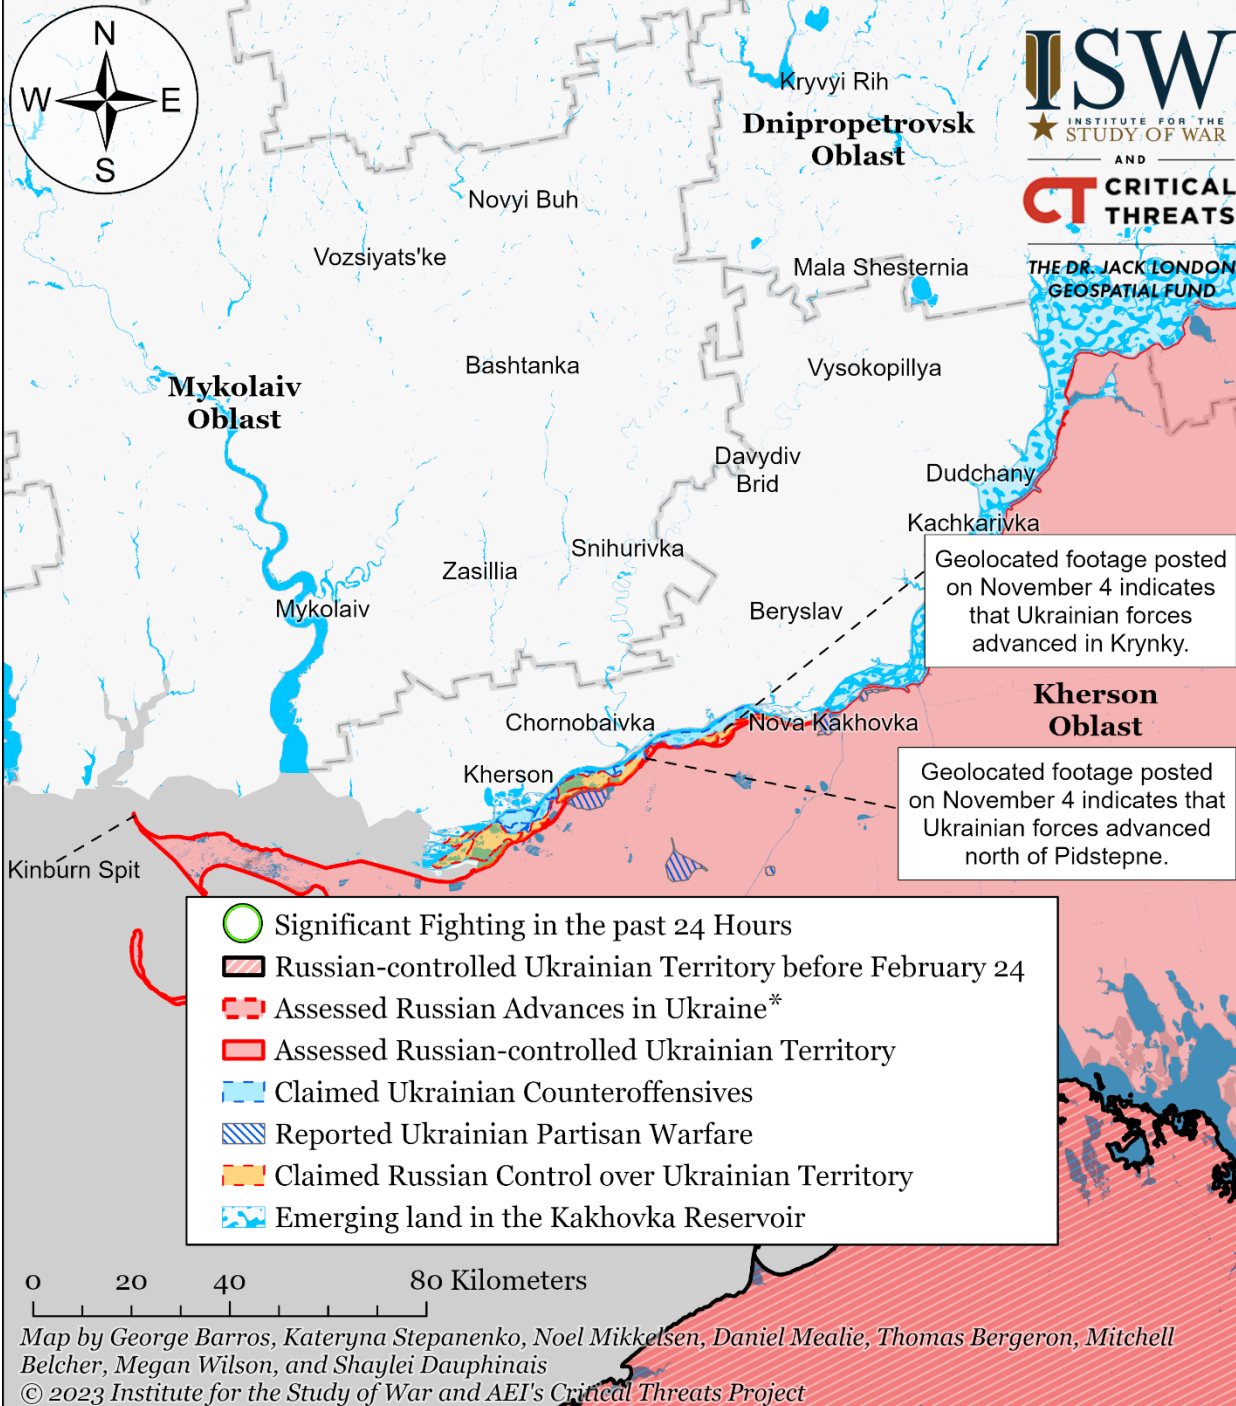 N
W
E
S
Kryvyi Rih
Dnipropetrovsk
Oblast
ISW
INSTITUTE FOR THE
STUDY OF WAR
AND
CT CRITICAL
THREATS
THE DR. JACK LONDON
GEOSPATIAL FUND
Novyi Buh
Vozsiyats'ke
Mala Shesternia
Bashtanka
Vysokopillya
Mykolaiv
Oblast
Davydiv
Brid
Dudchany
Kachkarivka
Snihurivka
Zasillia
Mykolaiv
Beryslav
Geolocated footage posted
on November 4 indicates
that Ukrainian forces
advanced in Krynky.
Kherson
Oblast
Chornobaivka
Nova Kakhovka
Kherson
Geolocated footage posted
on November 4 indicates that
Ukrainian forces advanced
north of Pidstepne.
Kinburn Spit
Significant Fighting in the past 24 Hours
Russian-controlled Ukrainian Territory before February 24
Assessed Russian Advances in Ukraine*
Assessed Russian-controlled Ukrainian Territory
Claimed Ukrainian Counteroffensives
Reported Ukrainian Partisan Warfare
Claimed Russian Control over Ukrainian Territory
Emerging land in the Kakhovka Reservoir
0 20 40 80 Kilometers
Map by George Barros, Kateryna Stepanenko, Noel Mikkelsen, Daniel Mealie, Thomas Bergeron, Mitchell
Belcher, Megan Wilson, and Shaylei Dauphinais
© 2023 Institute for the Study of War and AEI's Critical Threats Project